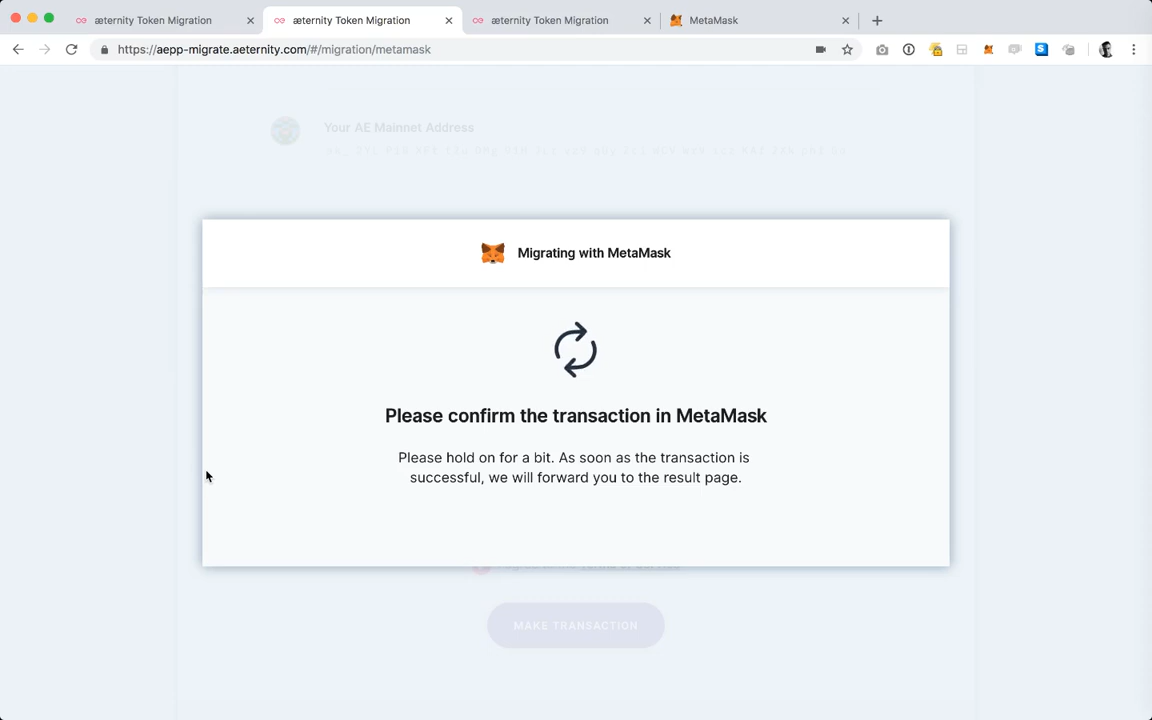 æternity Token Migration
æternity Token Migration
æternity Token Migration
MetaMask
https://aepp-migrate.aeternity.com/#/migration/metamask
Your AE Mainnet Address
Migrating with MetaMask
Please confirm the transaction in MetaMask
Please hold on for a bit. As soon as the transaction is
successful, we will forward you to the result page.
MAKE TRANSACTION